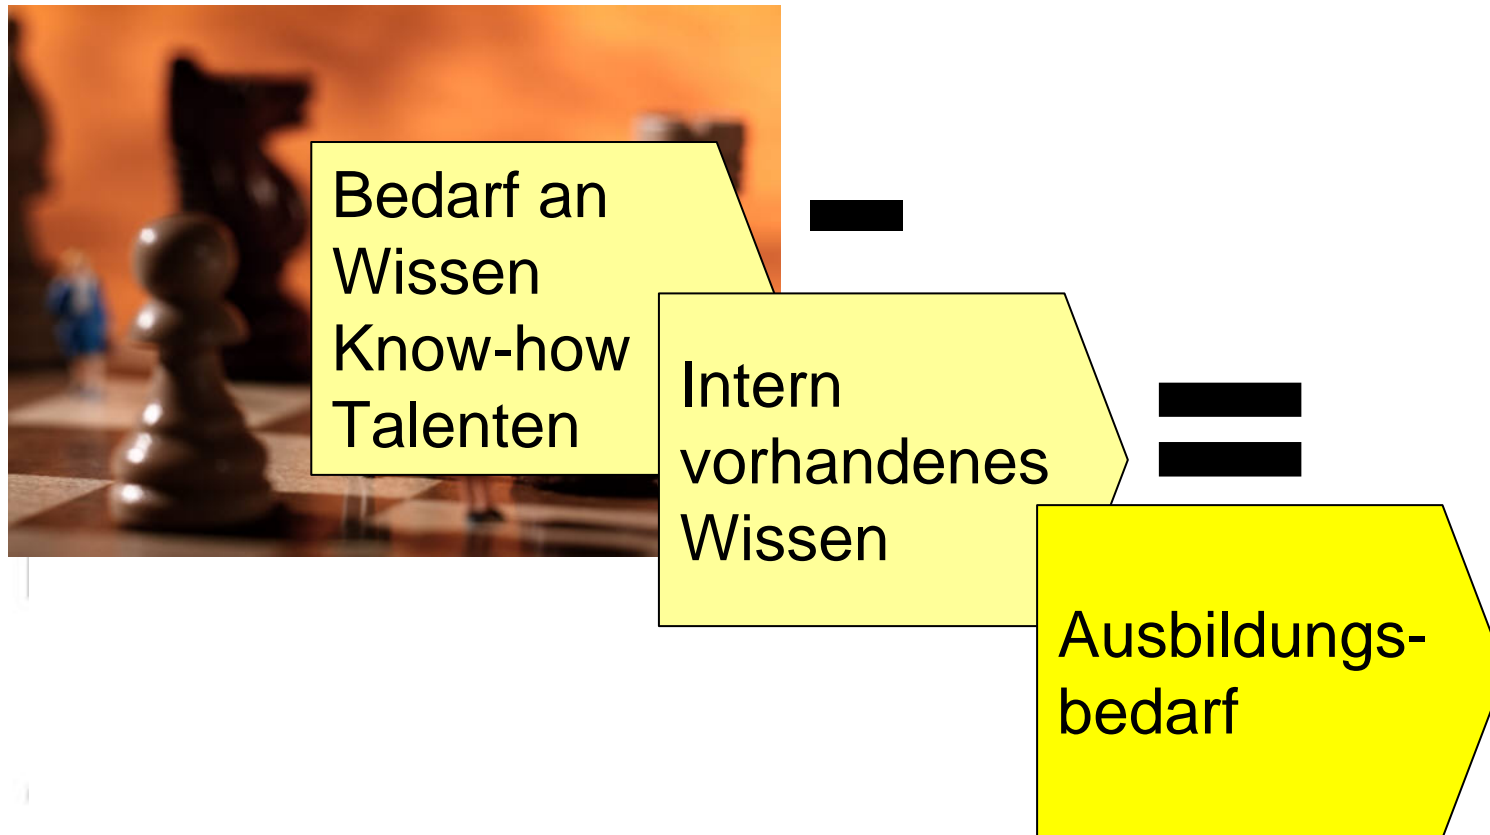 Bedarf an
Wissen
Know-how
Talenten
-
Intern
vorhandenes
Wissen
=
Ausbildungs-
bedarf